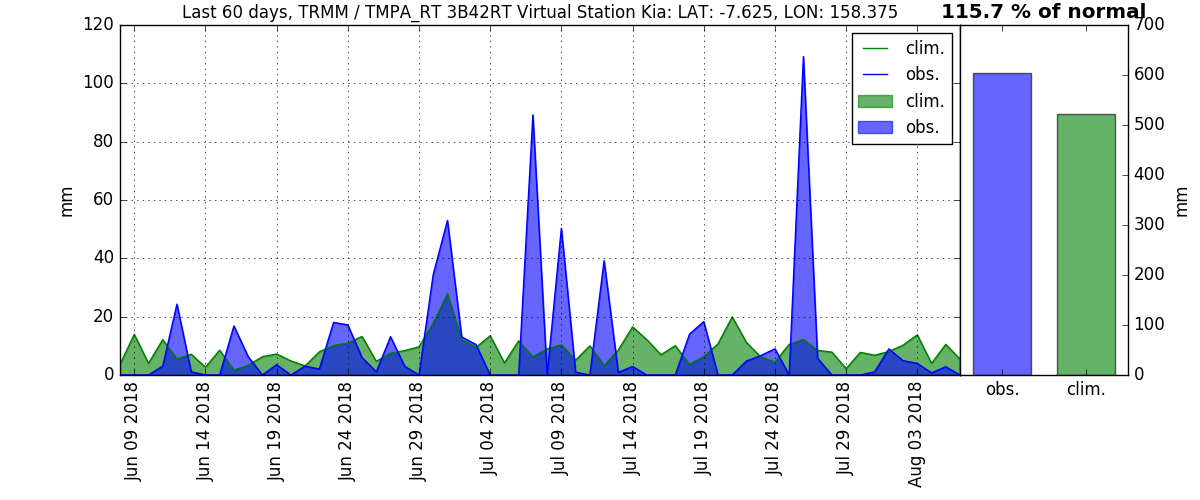 Last 60 days, TRMM / TMPA_RT 3B42RT Virtual Station Kia: LAT: -7.625, LON: 158.375
115.7 % of normal
120
100
80
60
40
20
0
mm
Jun 09 2018
Jun 14 2018
Jun 19 2018
Jun 24 2018
Jun 29 2018
Jul 04 2018
Jul 09 2018
Jul 14 2018
Jul 19 2018
Jul 24 2018
Jul 29 2018
Aug 03 2018
clim.
obs.
clim.
obs.
700
600
500
400
300
200
100
0
mm
obs.
clim.